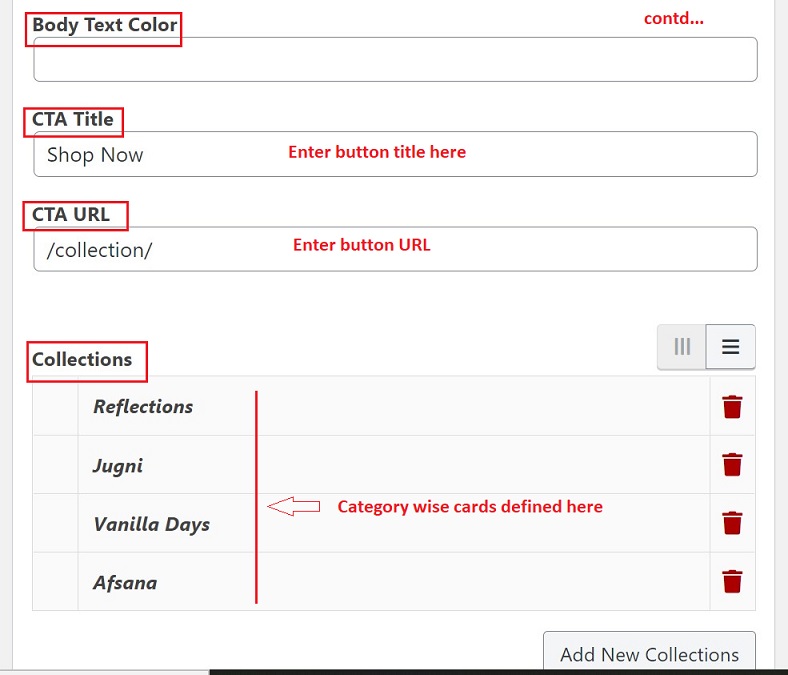 Body Text Color
contd...
CTA Title
Shop Now
Enter button title here
CTA URL
/collection/
Enter button URL
Collections
Reflections
Jugni
Category wise cards defined here
Vanilla Days
Afsana
Add New Collections